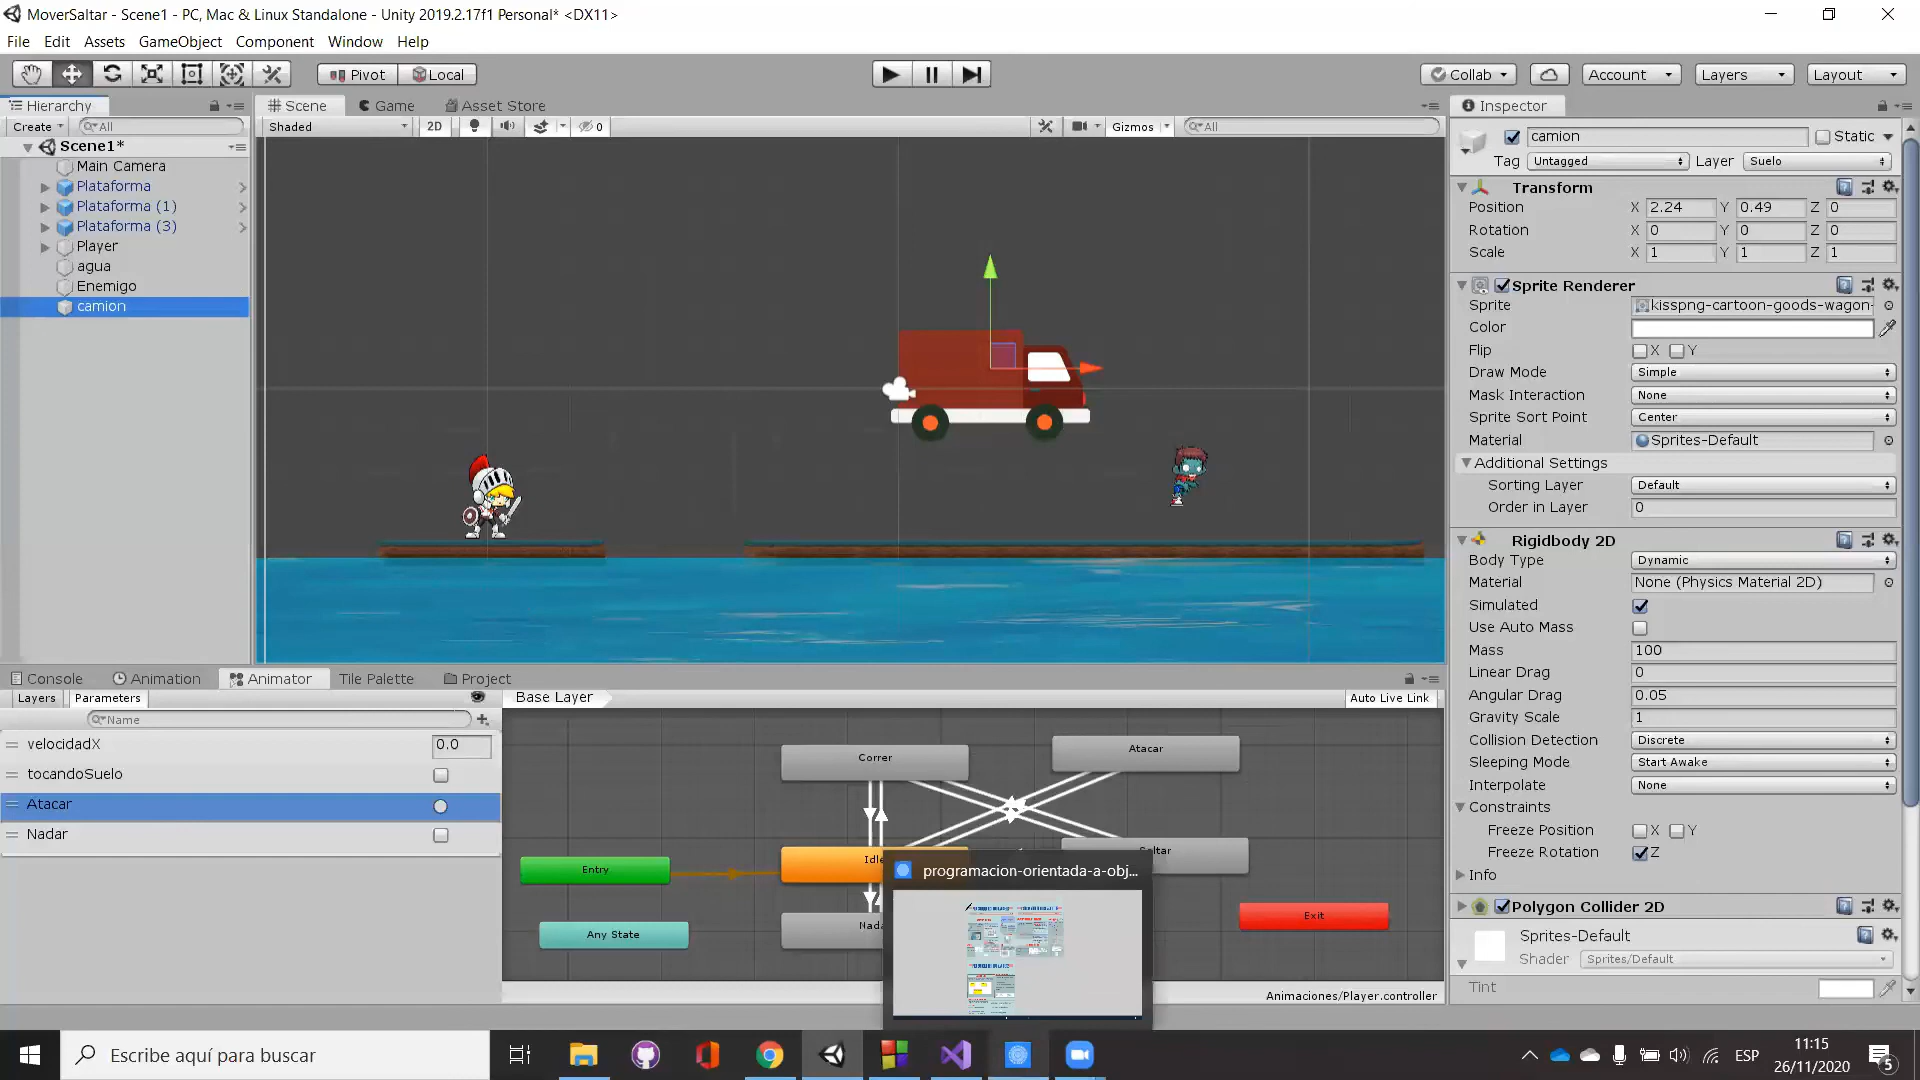 MoverSaltar - Scene1 - PC, Mac & Linux Standalone - Unity 2019.2.17f1 Personal* <DX11>
File Edit Assets GameObject Component Window Help
Pivot Local Collab Account Layers Layout
Hierarchy Scene Game Asset Store Inspector
Create All Shaded 2D 0 Gizmos All
camion Static
Tag Untagged Layer Suelo
Scene1*
Main Camera
Plataforma
Plataforma (1)
Plataforma (3)
Player
agua
Enemigo
camion
Transform
Position X 2.24 Y 0.49 Z 0
Rotation X 0 Y 0 Z 0
Scale X 1 Y 1 Z 1
Sprite Renderer
Sprite kisspng-cartoon-goods-wagon-
Color
Flip X Y
Draw Mode Simple
Mask Interaction None
Sprite Sort Point Center
Material Sprites-Default
Additional Settings
Sorting Layer Default
Order in Layer 0
Rigidbody 2D
Body Type Dynamic
Material None (Physics Material 2D)
Simulated
Use Auto Mass
Mass 100
Linear Drag 0
Angular Drag 0.05
Gravity Scale 1
Collision Detection Discrete
Sleeping Mode Start Awake
Interpolate None
Constraints
Freeze Position X Y
Freeze Rotation Z
Info
Polygon Collider 2D
Sprites-Default
Shader Sprites/Default
Tint
Console Animation Animator Tile Palette Project
Layers Parameters Base Layer Auto Live Link
Name
velocidadX 0.0
tocandoSuelo
Atacar
Nadar
Correr
Atacar
Entry
Any State
Exit
programacion-orientada-a-obj...
Animaciones/Player.controller
Escribe aquí para buscar
ESP
11:15
26/11/2020
5